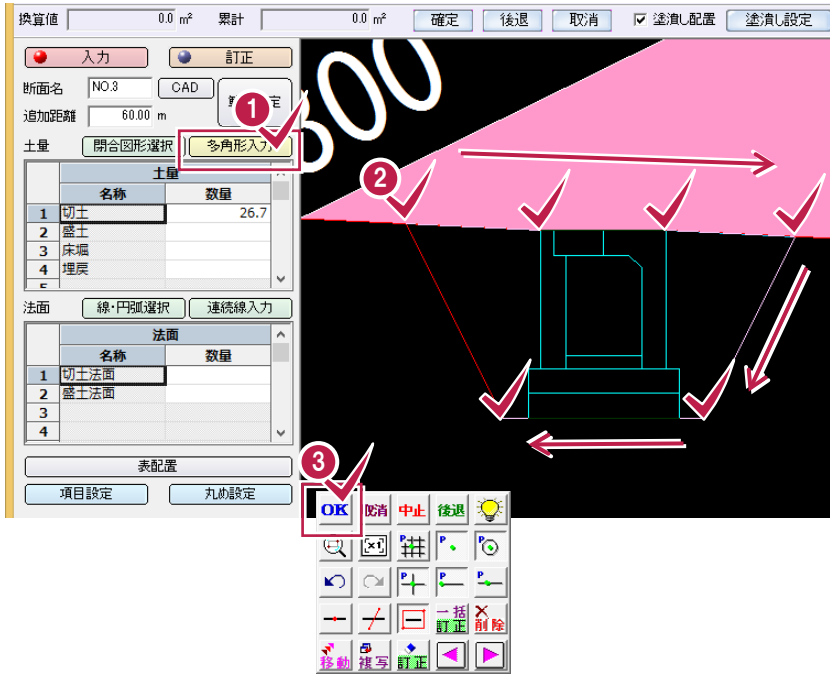 換算値 0.0 m² 累計 0.0 m² 確定 後退 取消 塗潰し配置 塗潰し設定
入力 訂正
断面名 NO.3 CAD
追加距離 60.00 m 定
1
土量 閉合図形選択 多角形入力
土量
名称 数量
1 切土 26.7
2 盛土
3 床堀
4 埋戻
5
法面 線・円弧選択 連続線入力
法面
名称 数量
1 切土法面
2 盛土法面
3
4
表配置
項目設定 丸め設定
300
2
3
OK 取消 中止 後退
×1 P P P
P P P
一括訂正 削除
移動 複写 訂正